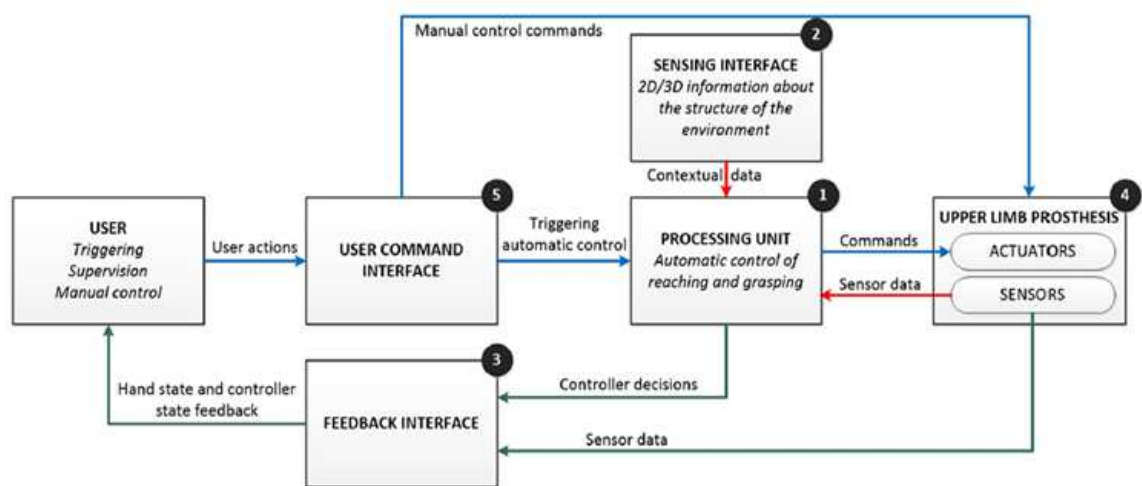 Manual control commands
2
SENSING INTERFACE
2D/3D information about
the structure of the
environment
Contextual data
5
1
4
USER
Triggering
Supervision
Manual control
User actions
USER COMMAND
INTERFACE
Triggering
automatic control
PROCESSING UNIT
Automatic control of
reaching and grasping
Commands
Sensor data
UPPER LIMB PROSTHESIS
ACTUATORS
SENSORS
3
Hand state and controller
state feedback
FEEDBACK INTERFACE
Controller decisions
Sensor data